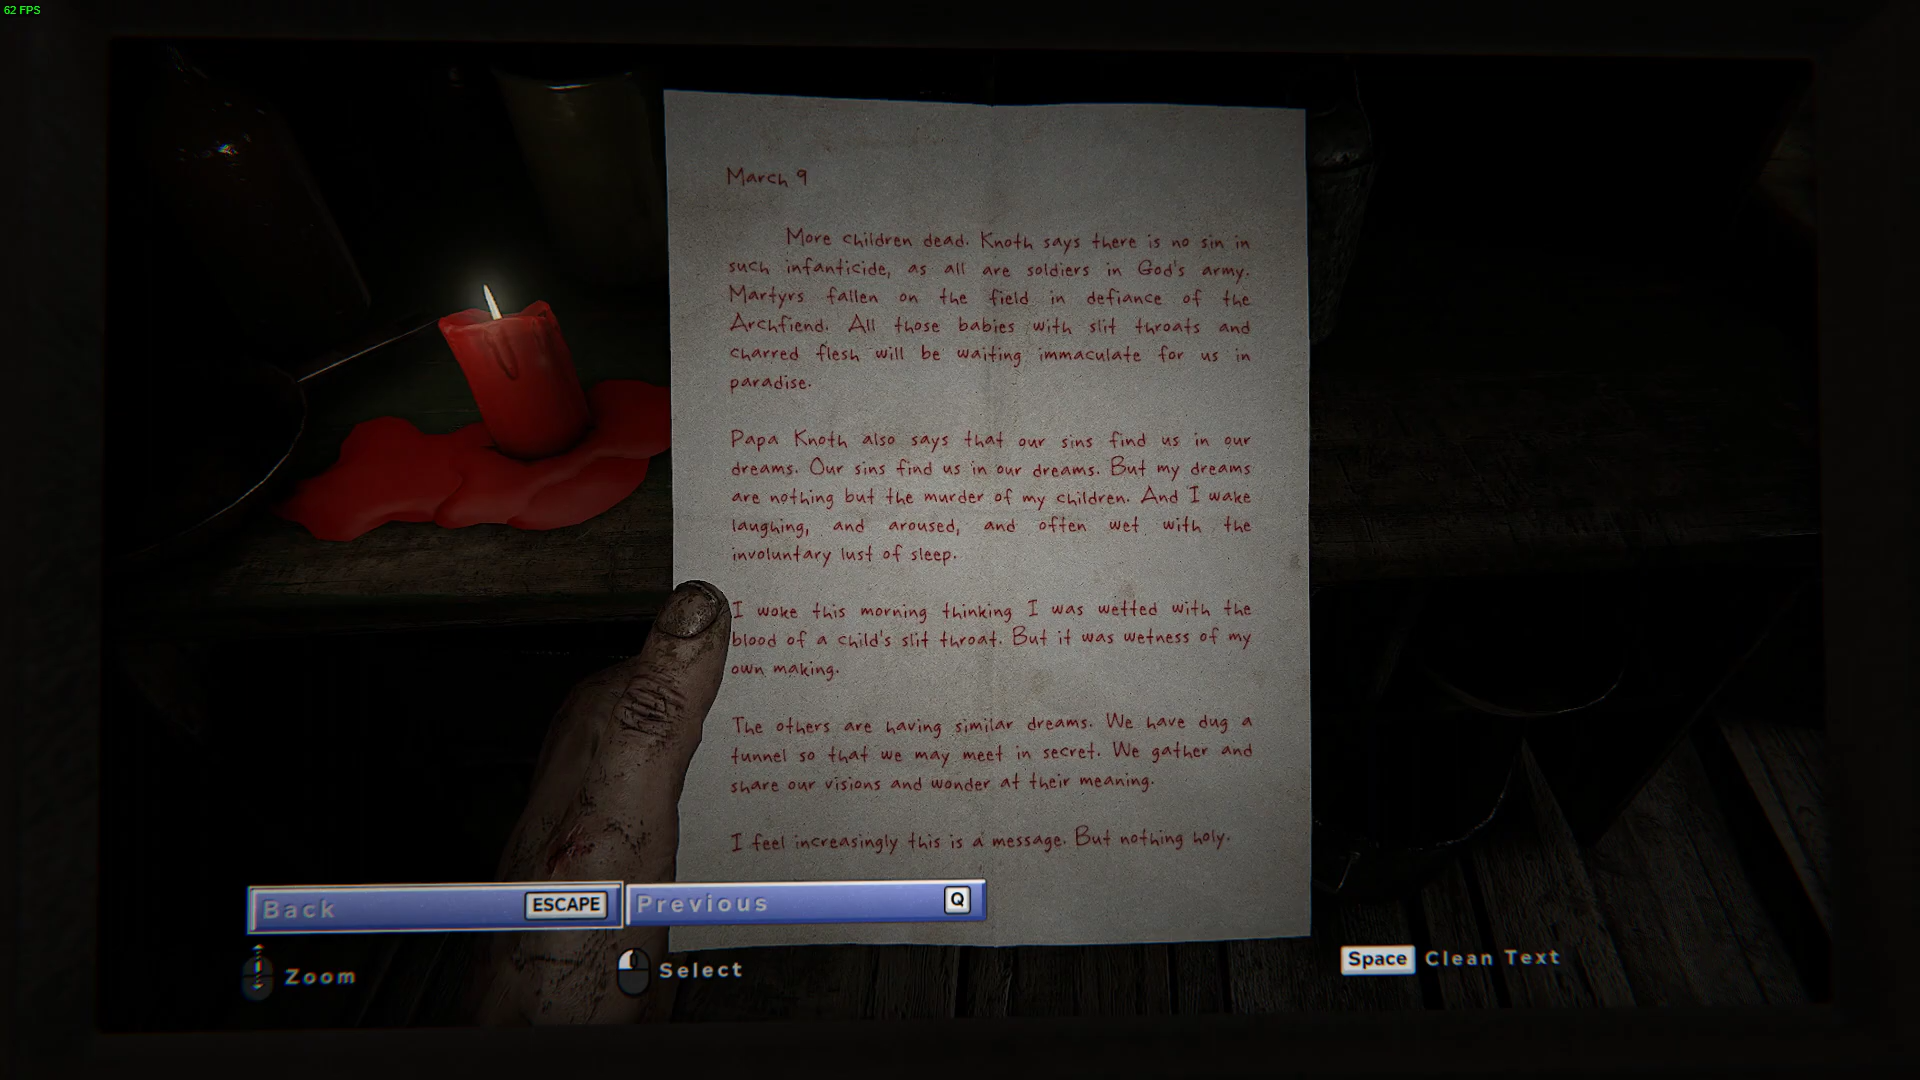 62 FPS
March 9
More children dead. Knoth says there is no sin in
such infanticide, as all are soldiers in God's army.
Martyrs fallen on the field in defiance of the
Archfiend. All those babies with slit throats and
charred flesh will be waiting immaculate for us in
paradise.
Papa Knoth also says that our sins find us in our
dreams. Our sins find us in our dreams. But my dreams
are nothing but the murder of my children. And I wake
laughing, and aroused, and often wet with the
involuntary lust of sleep.
I woke this morning thinking I was wetted with the
blood of a child's slit throat. But it was wetness of my
own making.
The others are having similar dreams. We have dug a
tunnel so that we may meet in secret. We gather and
share our visions and wonder at their meaning.
I feel increasingly this is a message. But nothing holy.
Back ESCAPE
Previous Q
Zoom
Select
Space Clean Text